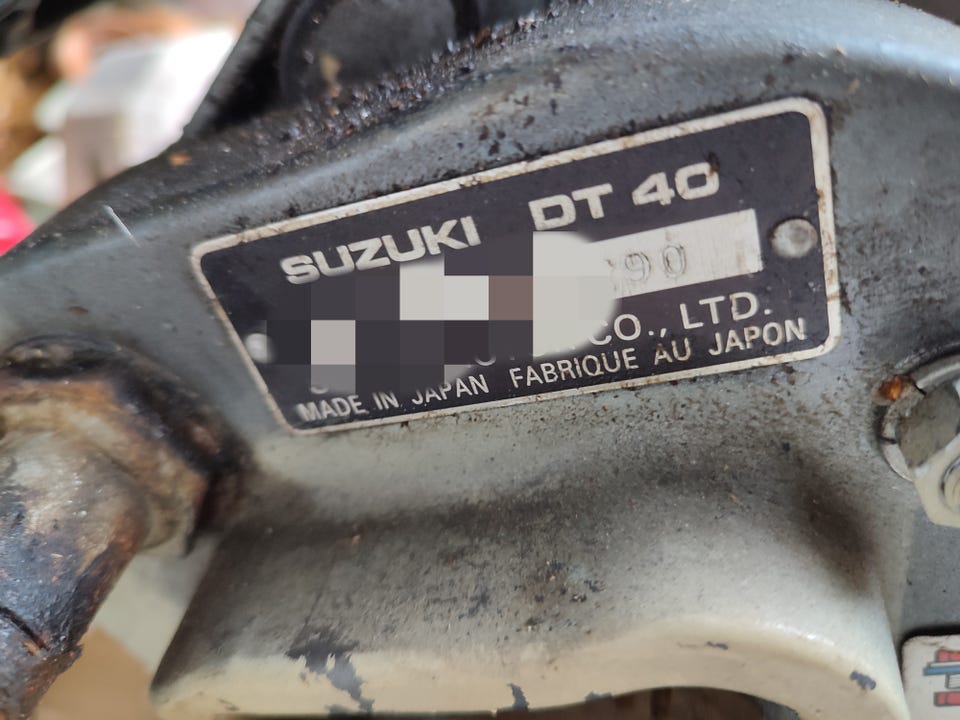 SUZUKI DT 40
90
CO., LTD.
MADE IN JAPAN FABRIQUE AU JAPON